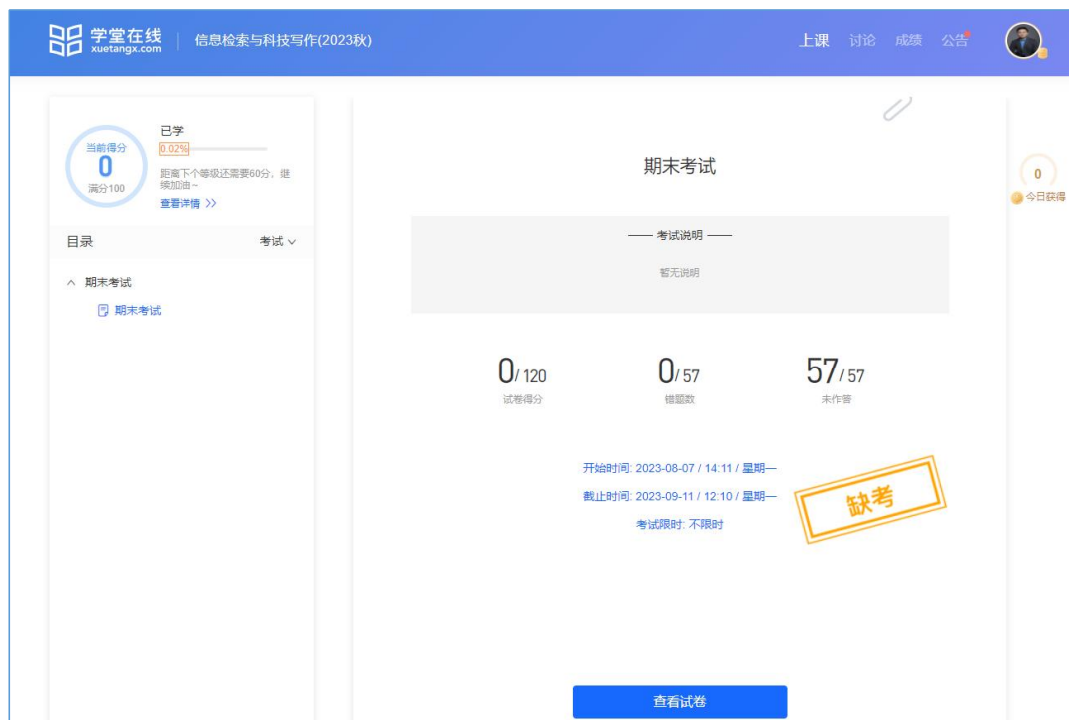 学堂在线
xuetangx.com
信息检索与科技写作(2023秋)
上课 讨论 成绩 公告
当前得分
0
满分100
已学
0.02%
距离下个等级还需要60分，继
续加油~
查看详情 >>
目录 考试
期末考试
期末考试
期末考试
—— 考试说明 ——
暂无说明
0/ 120
试卷得分
0/ 57
错题数
57/ 57
未作答
开始时间: 2023-08-07 / 14:11 / 星期一
截止时间: 2023-09-11 / 12:10 / 星期一
考试限时: 不限时
缺考
查看试卷
0
今日获得